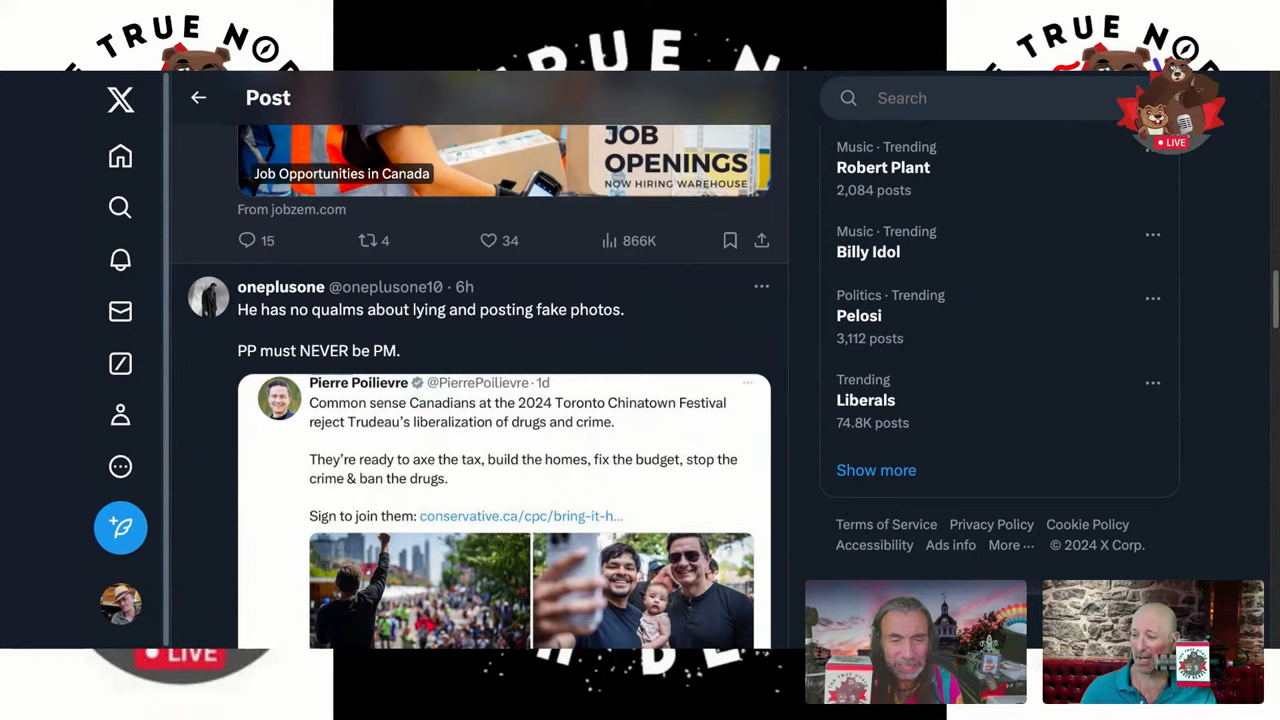 TRUE NOR
TRUE N
TRUE NO
Post
Search
LIVE
JOB
OPENINGS
NOW HIRING WAREHOUSE
Job Opportunities in Canada
From jobzem.com
15 4 34 866K
oneplusone @oneplusone10 · 6h
He has no qualms about lying and posting fake photos.
PP must NEVER be PM.
Pierre Poilievre @PierrePoilievre · 1d
Common sense Canadians at the 2024 Toronto Chinatown Festival
reject Trudeau's liberalization of drugs and crime.
They're ready to axe the tax, build the homes, fix the budget, stop the
crime & ban the drugs.
Sign to join them: conservative.ca/cpc/bring-it-h...
Music · Trending
Robert Plant
2,084 posts
Music · Trending
Billy Idol
Politics · Trending
Pelosi
3,112 posts
Trending
Liberals
74.8K posts
Show more
Terms of Service Privacy Policy Cookie Policy
Accessibility Ads info More ··· © 2024 X Corp.
LIVE